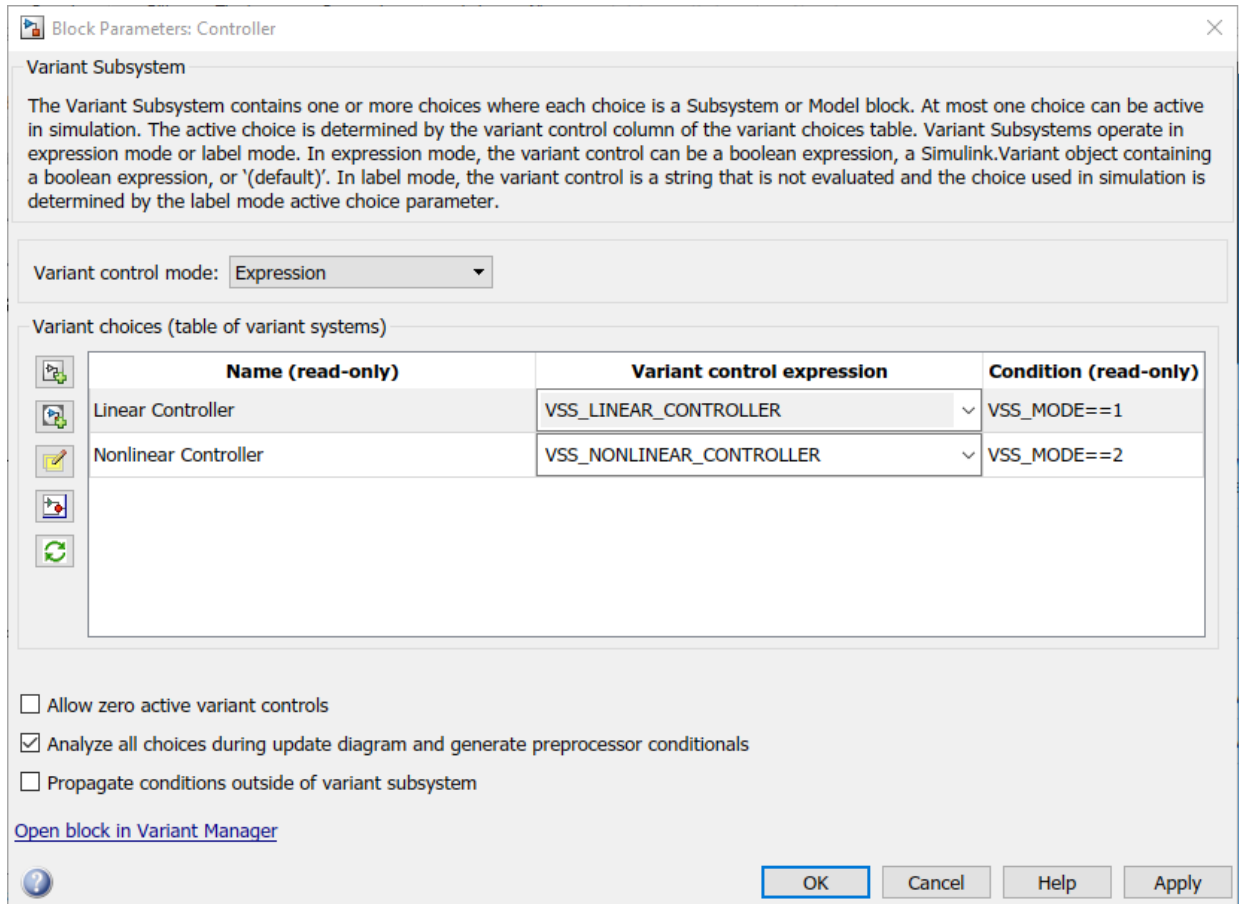 Block Parameters: Controller
Variant Subsystem
The Variant Subsystem contains one or more choices where each choice is a Subsystem or Model block. At most one choice can be active
in simulation. The active choice is determined by the variant control column of the variant choices table. Variant Subsystems operate in
expression mode or label mode. In expression mode, the variant control can be a boolean expression, a Simulink.Variant object containing
a boolean expression, or ‘(default)’. In label mode, the variant control is a string that is not evaluated and the choice used in simulation is
determined by the label mode active choice parameter.
Variant control mode: Expression
Variant choices (table of variant systems)
Name (read-only) Variant control expression Condition (read-only)
Linear Controller VSS_LINEAR_CONTROLLER VSS_MODE==1
Nonlinear Controller VSS_NONLINEAR_CONTROLLER VSS_MODE==2
Allow zero active variant controls
Analyze all choices during update diagram and generate preprocessor conditionals
Propagate conditions outside of variant subsystem
Open block in Variant Manager
OK Cancel Help Apply